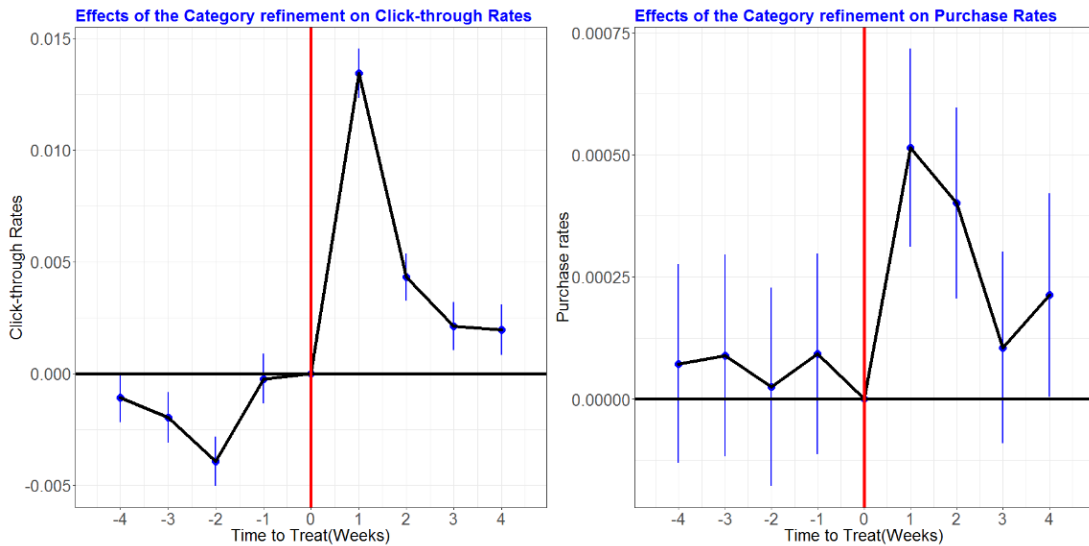 Effects of the Category refinement on Click-through Rates
0.015
0.010
0.005
0.000
-0.005
Click-through Rates
-4 -3 -2 -1 0 1 2 3 4
Time to Treat(Weeks)
Effects of the Category refinement on Purchase Rates
0.00075
0.00050
0.00025
0.00000
Purchase rates
-4 -3 -2 -1 0 1 2 3 4
Time to Treat(Weeks)